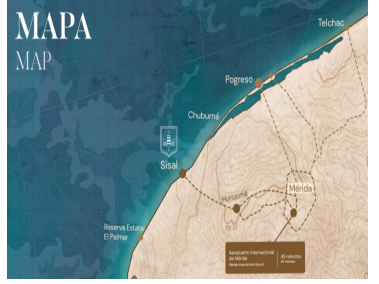 MAPA
MAP
Telchac
Pogreso
Chuburná
Sisal
Hunucmá
Mérida
Reserva Estatal
El Palmar
Aeropuerto Internacional
de Mérida
45 minutos